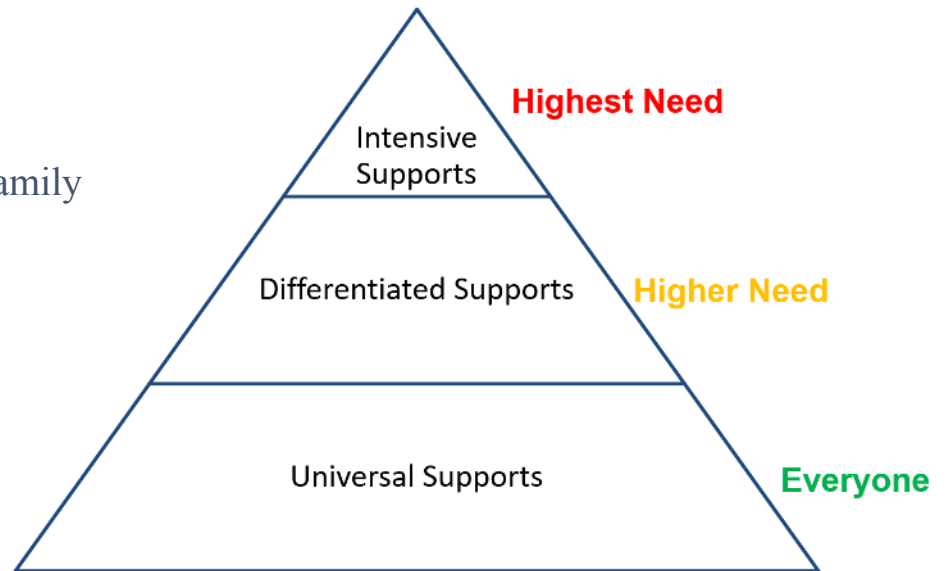 Highest Need
Intensive
Supports
amily
Differentiated Supports
Higher Need
Universal Supports
Everyone